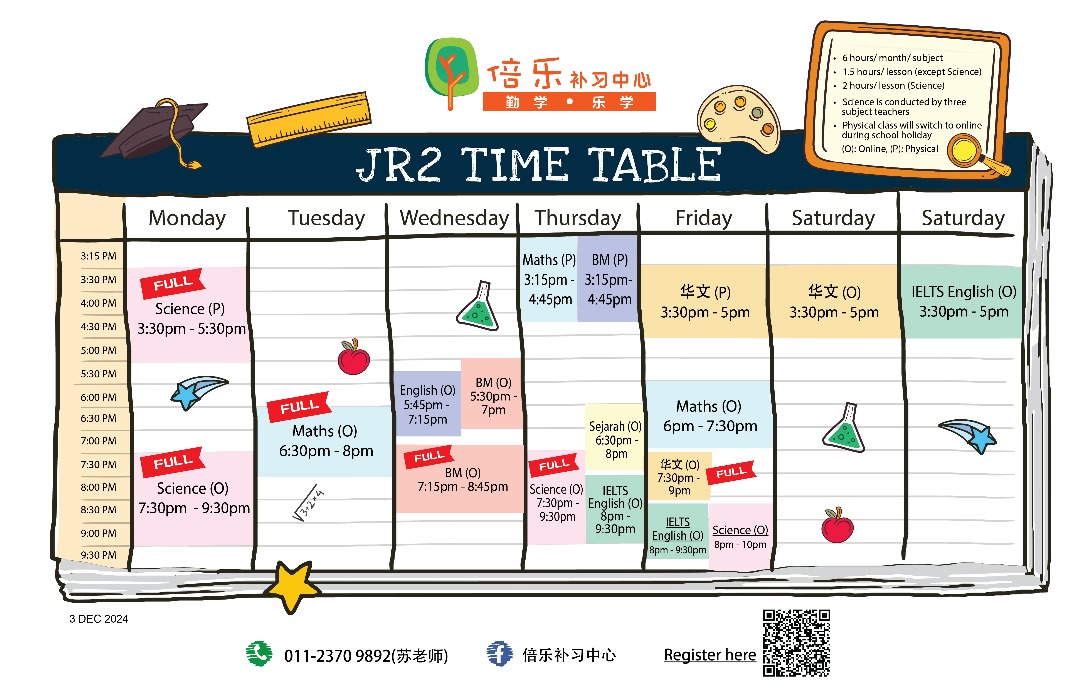 倍乐补习中心
勤学•乐学
• 6 hours/ month/ subject
• 1.5 hours/ lesson (except Science)
• 2 hours/ lesson (Science)
• Science is conducted by three
subject teachers
• Physical class will switch to online
during school holiday
(O): Online, (P): Physical
JR2 TIME TABLE
Monday Tuesday Wednesday Thursday Friday Saturday Saturday
3:15 PM
3:30 PM
4:00 PM
4:30 PM
5:00 PM
5:30 PM
6:00 PM
6:30 PM
7:00 PM
7:30 PM
8:00 PM
8:30 PM
9:00 PM
9:30 PM
FULL
Science (P)
3:30pm - 5:30pm
FULL
Science (O)
7:30pm - 9:30pm
FULL
Maths (O)
6:30pm - 8pm
√3+2×4
English (O)
5:45pm -
7:15pm
BM (O)
5:30pm -
7pm
FULL
BM (O)
7:15pm - 8:45pm
Maths (P)
3:15pm -
4:45pm
BM (P)
3:15pm-
4:45pm
Sejarah (O)
6:30pm -
8pm
FULL
Science (O)
7:30pm -
9:30pm
IELTS
English (O)
8pm -
9:30pm
华文 (P)
3:30pm - 5pm
Maths (O)
6pm - 7:30pm
华文 (O)
7:30pm -
9pm
FULL
IELTS
English (O)
8pm - 9:30pm
Science (O)
8pm - 10pm
华文 (O)
3:30pm - 5pm
IELTS English (O)
3:30pm - 5pm
3 DEC 2024
011-2370 9892(苏老师)
倍乐补习中心
Register here